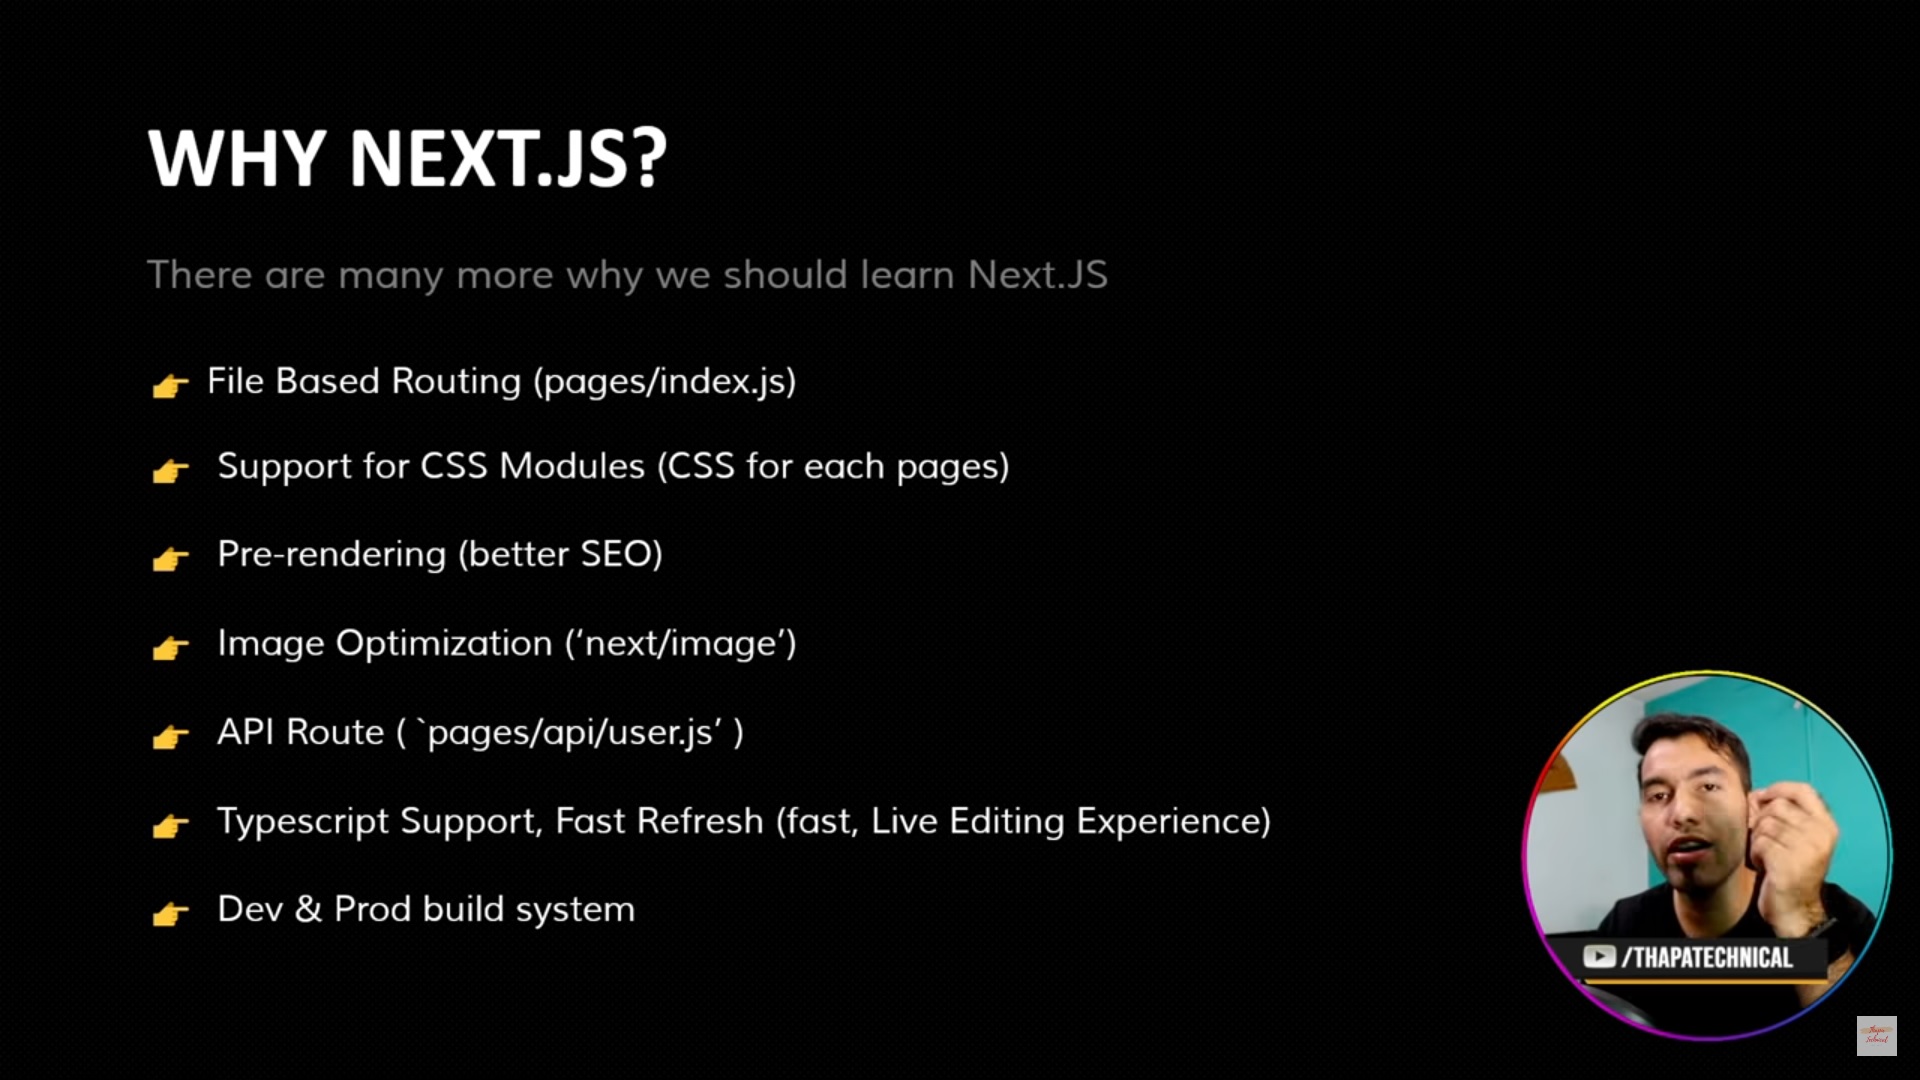 WHY NEXT.JS?
There are many more why we should learn Next.JS
👉 File Based Routing (pages/index.js)
👉 Support for CSS Modules (CSS for each pages)
👉 Pre-rendering (better SEO)
👉 Image Optimization (‘next/image’)
👉 API Route ( `pages/api/user.js’ )
👉 Typescript Support, Fast Refresh (fast, Live Editing Experience)
👉 Dev & Prod build system
/THAPATECHNICAL
Thapa
Technical